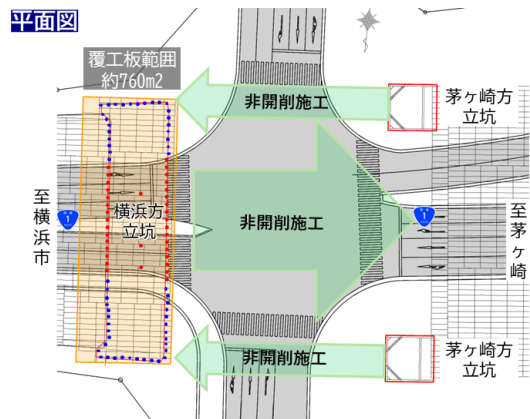 平面図
覆工板範囲
約760m2
非開削施工
茅ヶ崎方
立坑
至横浜市
1
横浜方
立坑
非開削施工
1
至茅ヶ崎
非開削施工
茅ヶ崎方
立坑